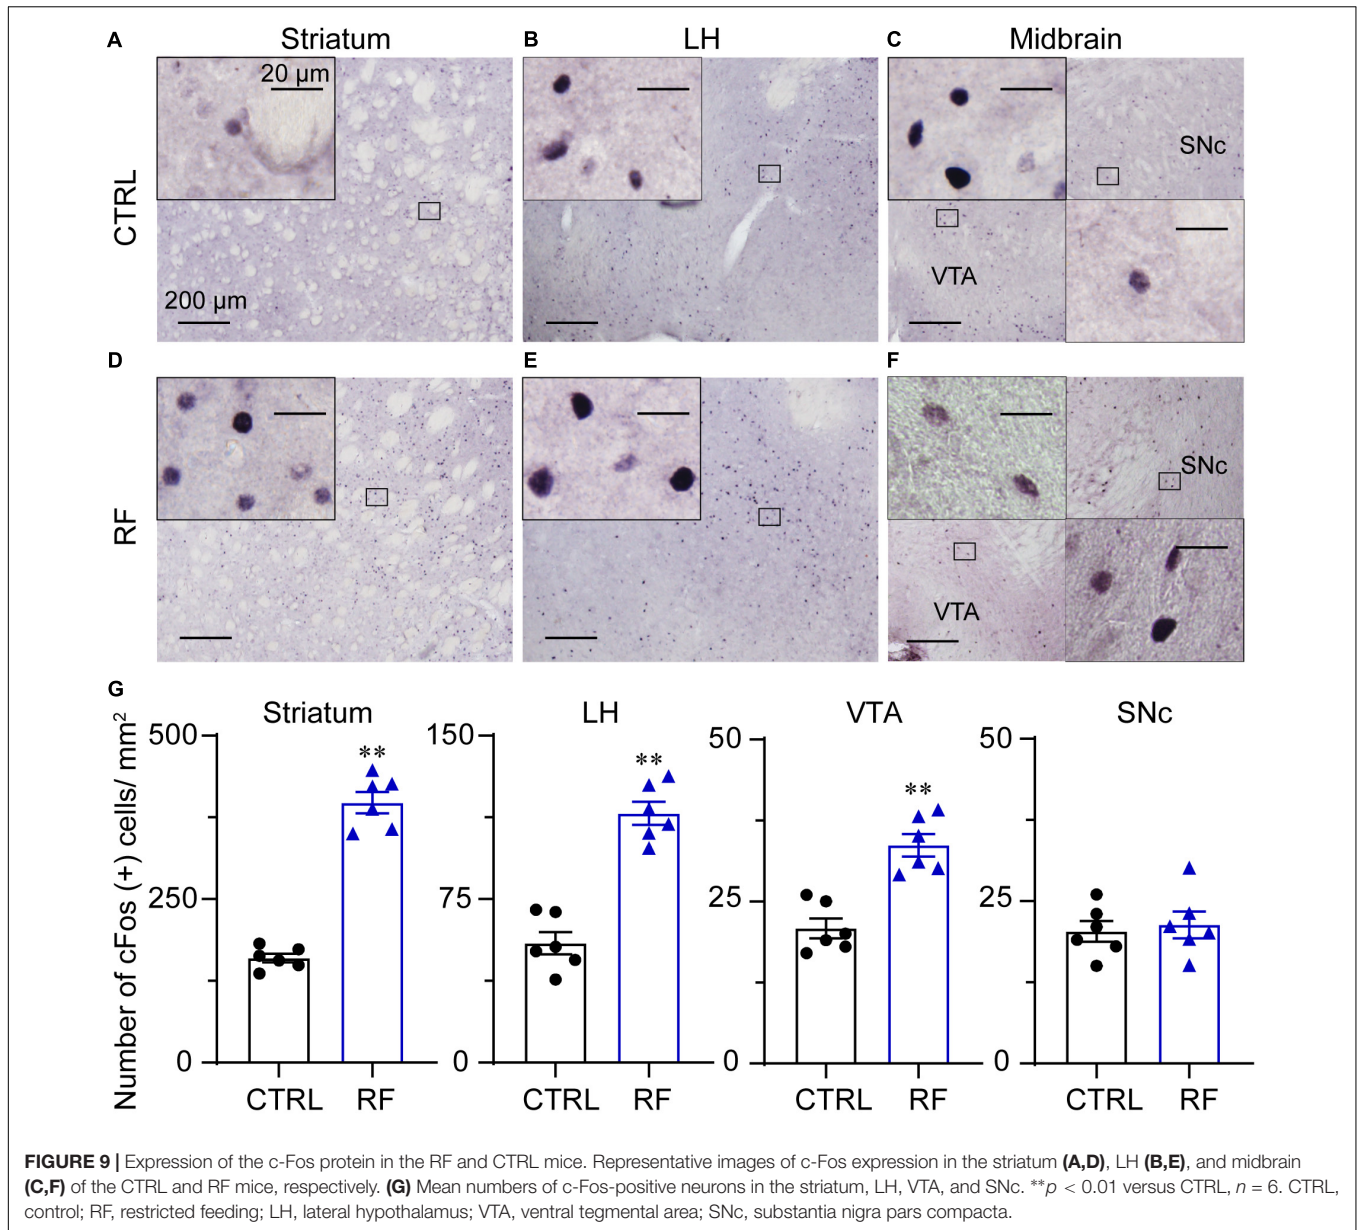 A Striatum B LH C Midbrain
20 μm
SNc
CTRL
VTA
200 μm
D E F
SNc
RF
VTA
G
Striatum LH VTA SNc
Number of cFos (+) cells/ mm²
500 150 50 50
** ** **
250 75 25 25
0 0 0 0
CTRL RF CTRL RF CTRL RF CTRL RF
FIGURE 9 | Expression of the c-Fos protein in the RF and CTRL mice. Representative images of c-Fos expression in the striatum (A,D), LH (B,E), and midbrain
(C,F) of the CTRL and RF mice, respectively. (G) Mean numbers of c-Fos-positive neurons in the striatum, LH, VTA, and SNc. **p < 0.01 versus CTRL, n = 6. CTRL,
control; RF, restricted feeding; LH, lateral hypothalamus; VTA, ventral tegmental area; SNc, substantia nigra pars compacta.